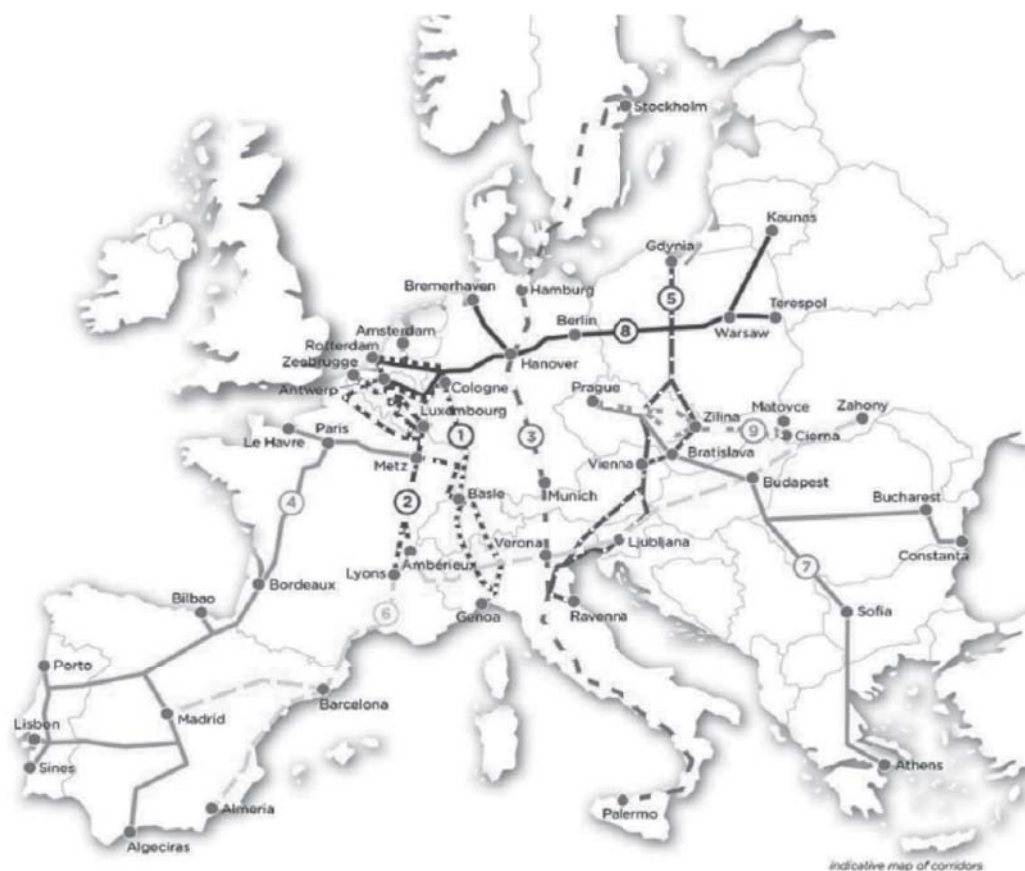 Stockholm
Kaunas
Gdynia
Bremerhaven
Hamburg
5
Terespol
Berlin
8
Amsterdam
Warsaw
Rotterdam
Hanover
Zeebrugge
Cologne
Prague
Antwerp
Luxembourg
Zilina
Matovce
Zahony
Paris
1
3
9
Cierna
Le Havre
Metz
Vienna
Bratislava
Budapest
4
2
Basle
Munich
Bucharest
Verona
Ljubljana
Constanta
Ambérieux
Lyons
7
Bordeaux
Bilbao
6
Genoa
Ravenna
Sofia
Porto
Barcelona
Lisbon
Madrid
Sines
Athens
Almeria
Palermo
Algeciras
indicative map of corridors